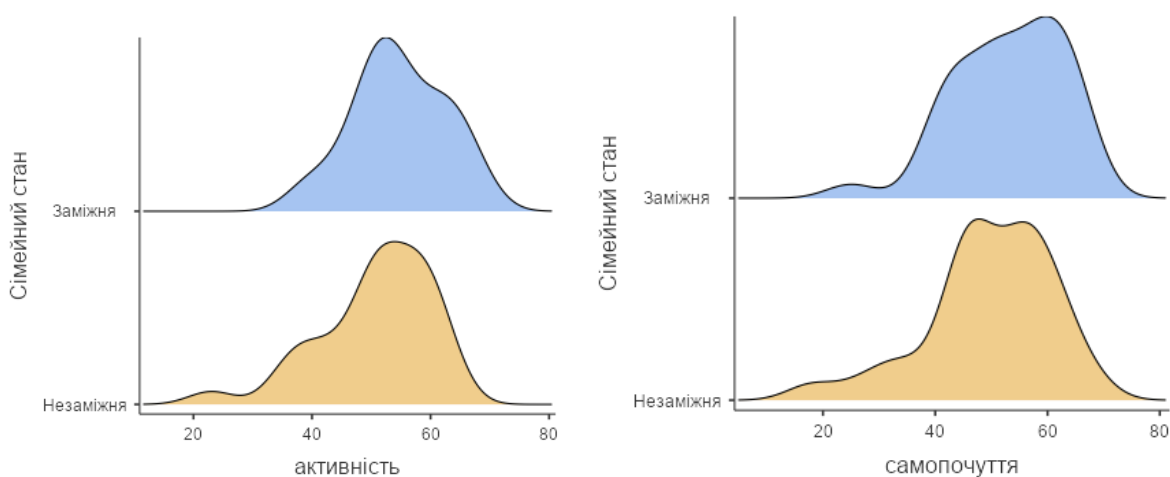 Сімейний стан
Заміжня
Незаміжня
20 40 60 80
активність
Сімейний стан
Заміжня
Незаміжня
20 40 60 80
самопочуття